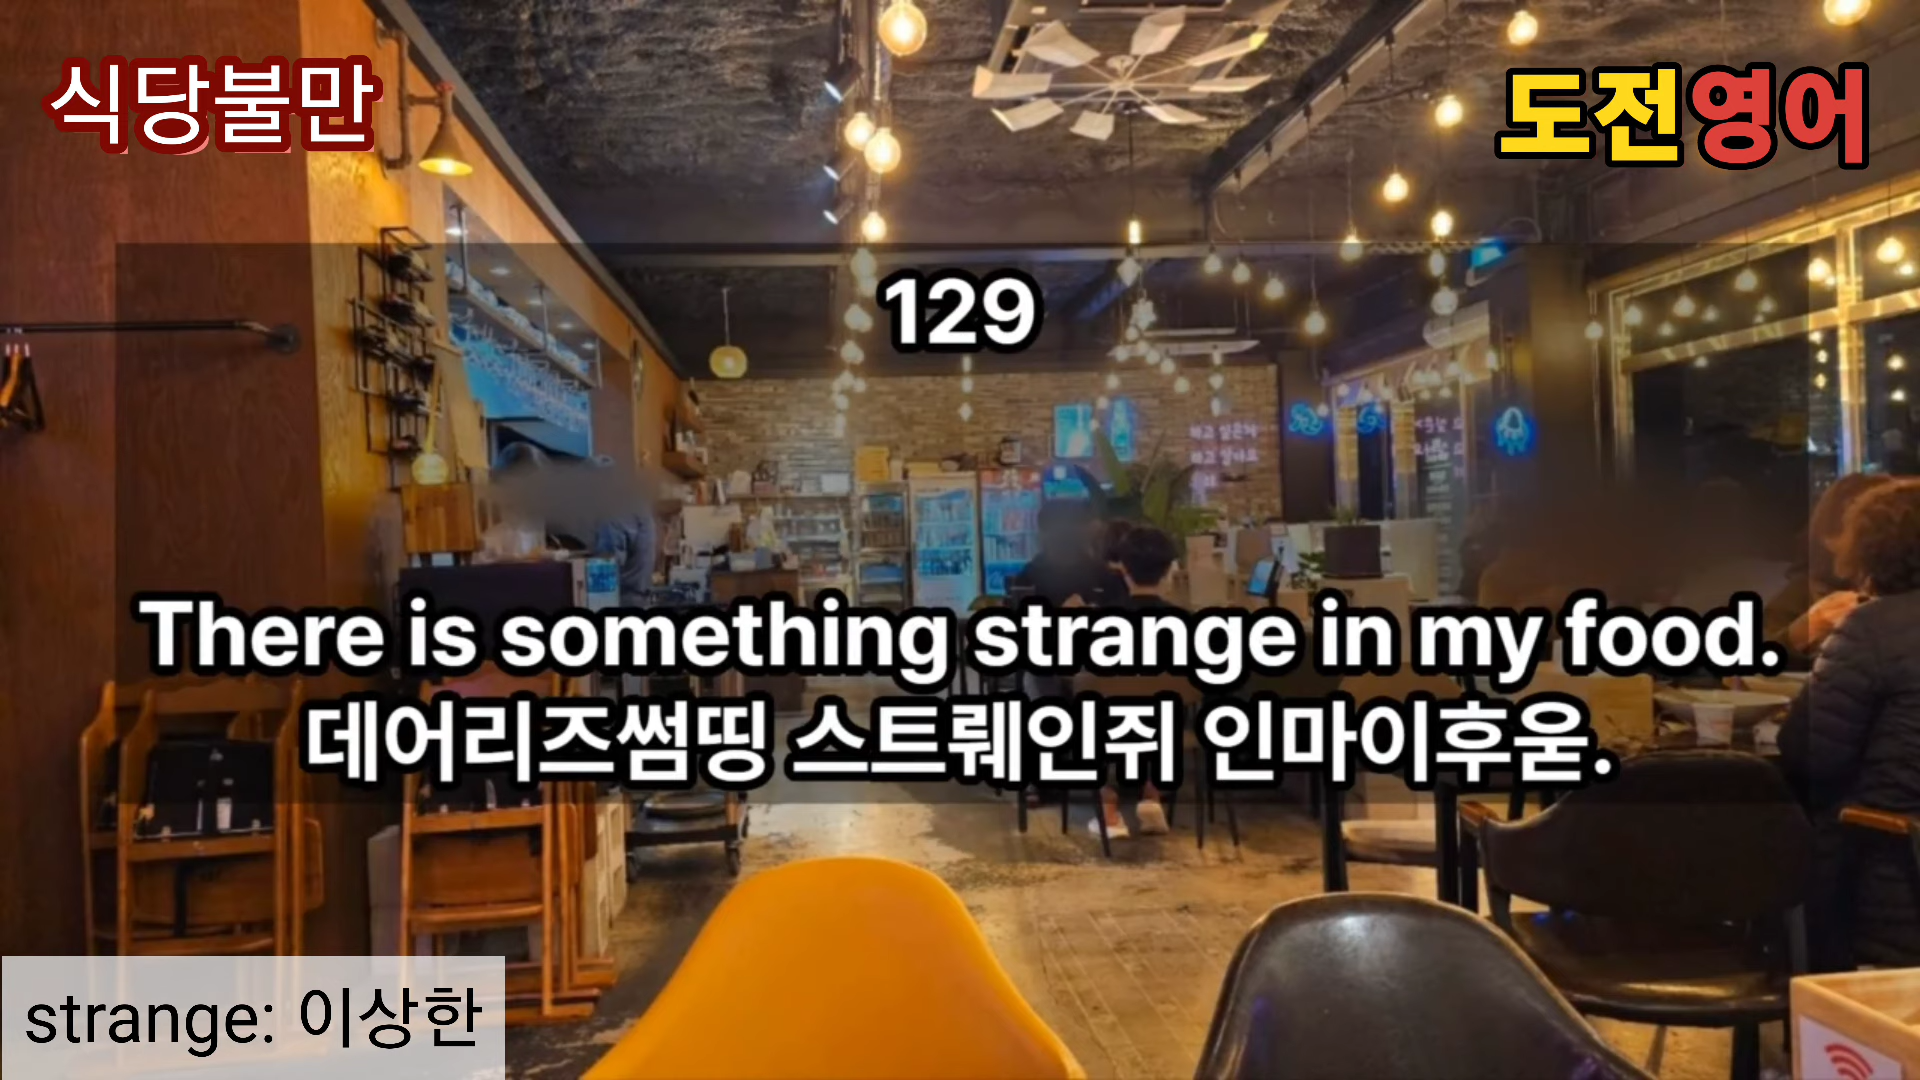 식당불만
도전영어
129
There is something strange in my food.
데어리즈썸띵 스트뤠인쥐 인마이후욷.
strange: 이상한